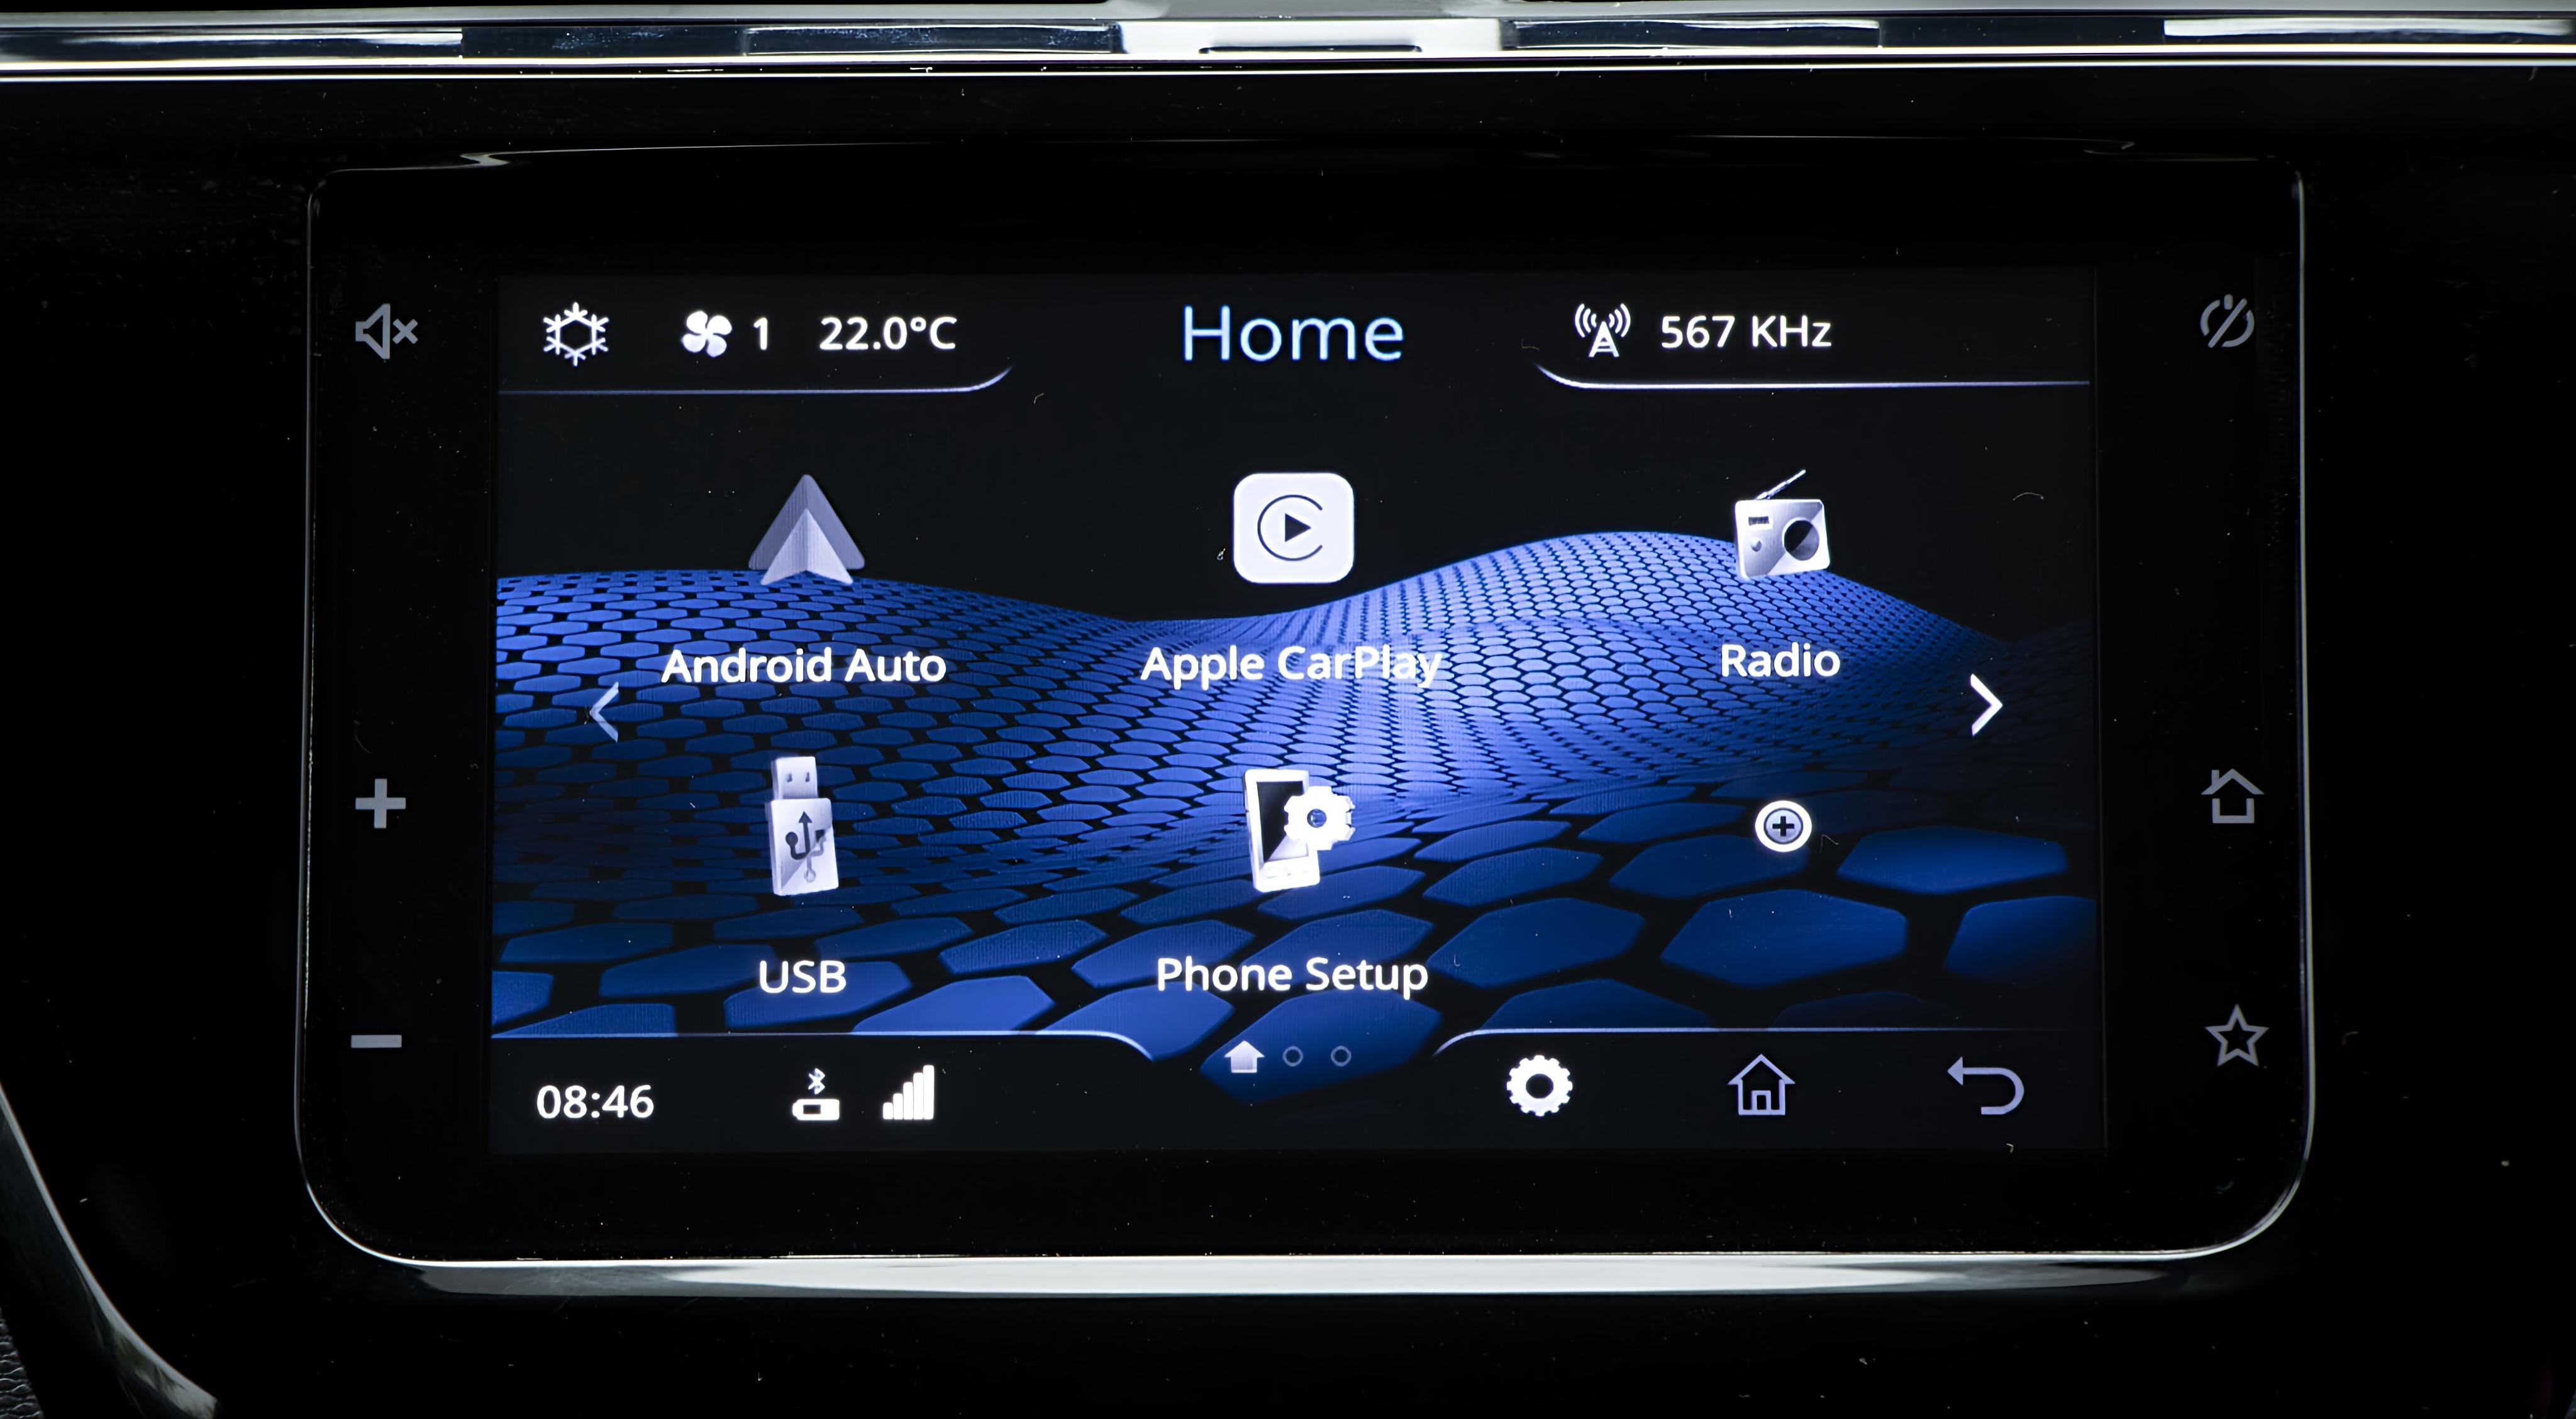 1 22.0°C Home 567 KHz
Android Auto Apple CarPlay Radio
USB Phone Setup
08:46